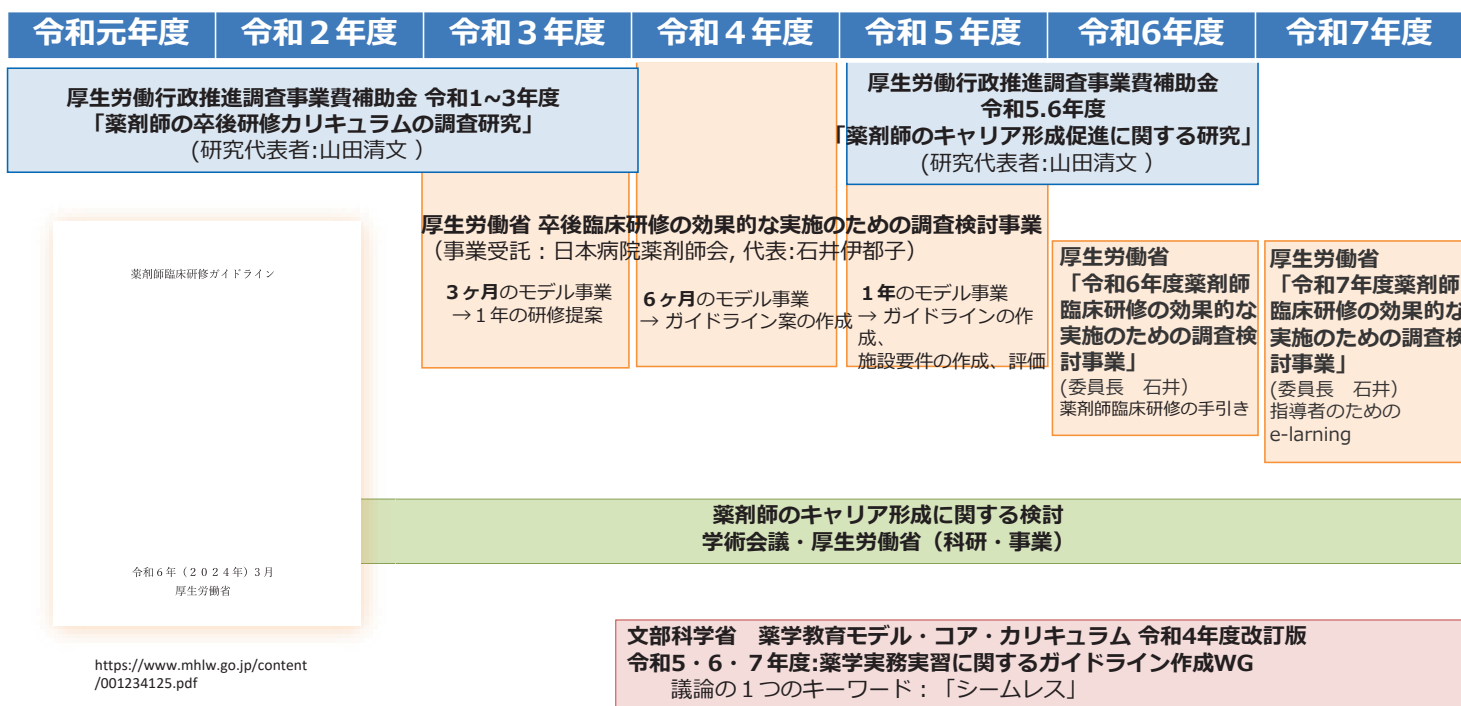 令和元年度
令和２年度
令和３年度
令和４年度
令和５年度
令和6年度
令和7年度
厚生労働行政推進調査事業費補助金 令和1~3年度
「薬剤師の卒後研修カリキュラムの調査研究」
(研究代表者:山田清文 )
厚生労働行政推進調査事業費補助金
令和5.6年度
「薬剤師のキャリア形成促進に関する研究」
(研究代表者:山田清文 )
厚生労働省 卒後臨床研修の効果的な実施のための調査検討事業
（事業受託：日本病院薬剤師会, 代表:石井伊都子）
３ヶ月のモデル事業
→１年の研修提案
６ヶ月のモデル事業
→ ガイドライン案の作成
１年のモデル事業
→ ガイドラインの作
成、
施設要件の作成、評価
厚生労働省
「令和6年度薬剤師
臨床研修の効果的な
実施のための調査検
討事業」
(委員長　石井）
薬剤師臨床研修の手引き
厚生労働省
「令和7年度薬剤師
臨床研修の効果的な
実施のための調査検
討事業」
(委員長　石井）
指導者のための
e-larning
薬剤師臨床研修ガイドライン
令和６年（２０２４年）３月
厚生労働省
https://www.mhlw.go.jp/content
/001234125.pdf
薬剤師のキャリア形成に関する検討
学術会議・厚生労働省（科研・事業）
文部科学省　薬学教育モデル・コア・カリキュラム 令和4年度改訂版
令和5・6・７年度:薬学実務実習に関するガイドライン作成WG
議論の１つのキーワード：「シームレス」